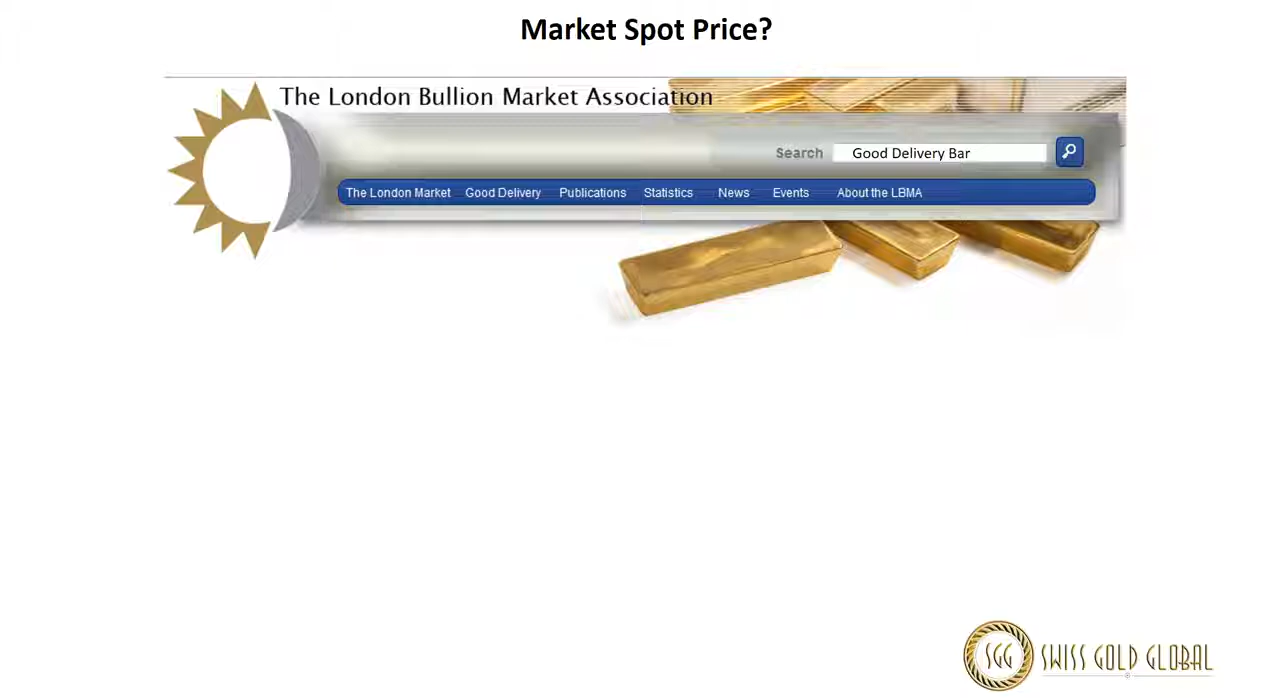 Market Spot Price?
The London Bullion Market Association
Search Good Delivery Bar
The London Market Good Delivery Publications Statistics News Events About the LBMA
SGG SWISS GOLD GLOBAL